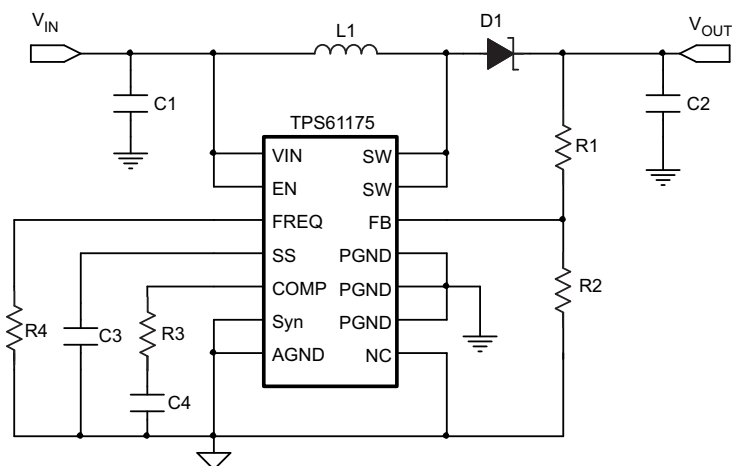 VIN
L1
D1
VOUT
C1
C2
TPS61175
R1
VIN
SW
EN
SW
FREQ
FB
SS
PGND
COMP
PGND
R2
Syn
PGND
AGND
NC
R4
C3
R3
C4